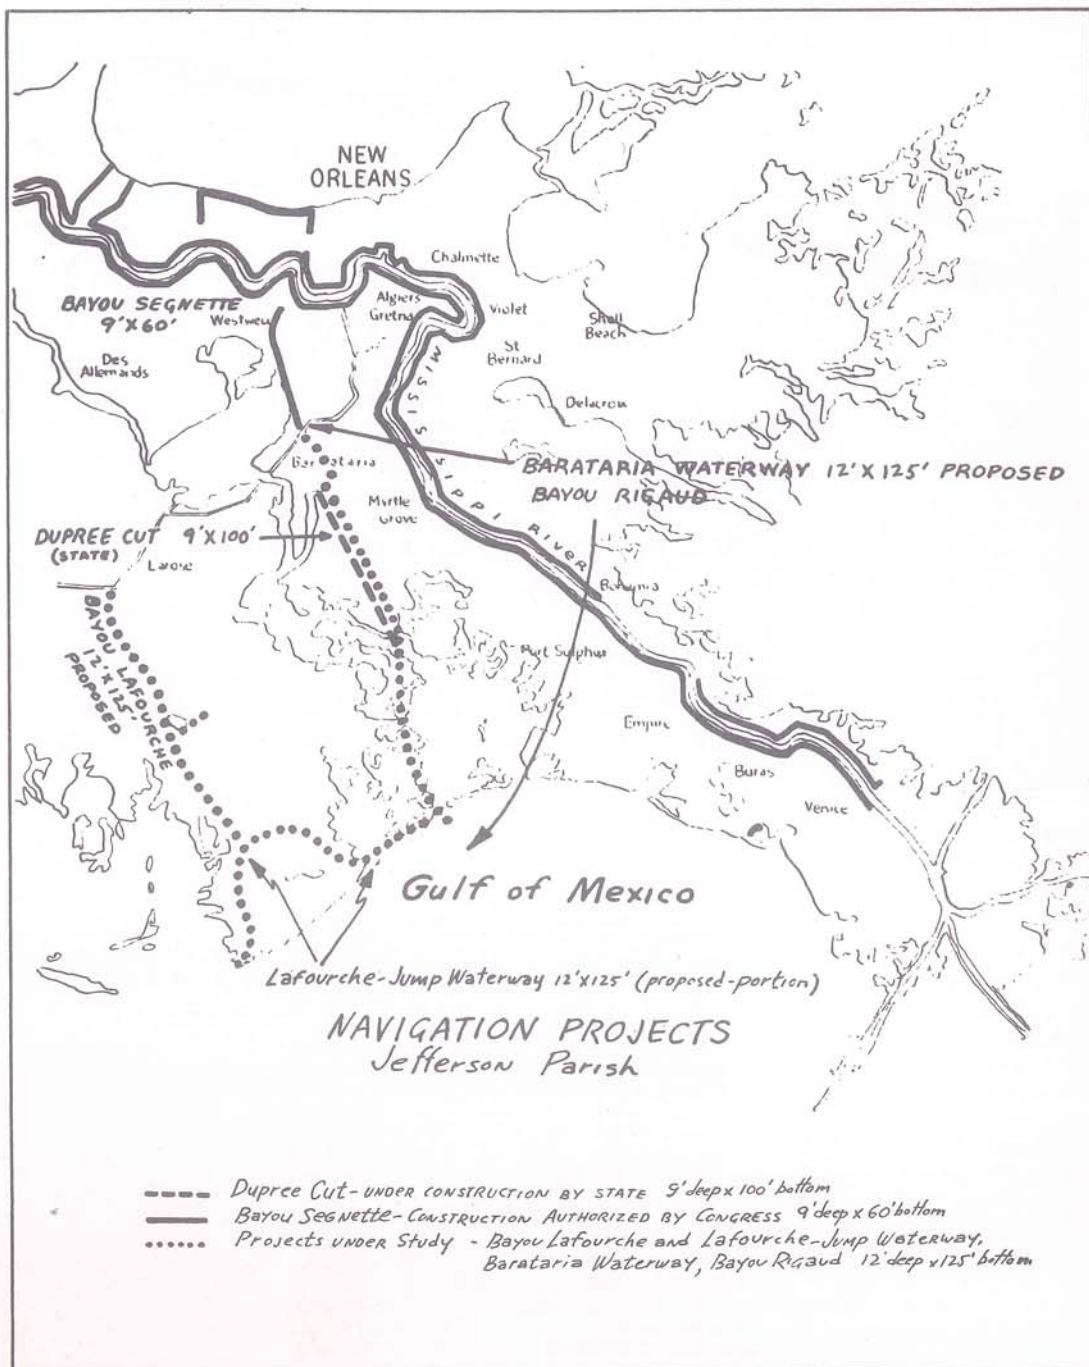 NEW
ORLEANS
Chalmette
Algiers
Gretna
Violet
BAYOU SEGNETTE
9'X60'
Shell
Beach
St
Bernard
Des
Allemands
MISSISSIPPI RIVER
Delacroix
Barataria
BARATARIA WATERWAY 12'X125' PROPOSED
BAYOU RIGAUD
Myrtle
Grove
DUPREE CUT 9'X100'
(STATE)
Larose
Bohemia
BAYOU LAFOURCHE
12'X125'
PROPOSED
Port Sulphur
Empire
Buras
Venice
Gulf of Mexico
Lafourche-Jump Waterway 12'X125' (proposed-portion)
NAVIGATION PROJECTS
Jefferson Parish
Dupree Cut - UNDER CONSTRUCTION BY STATE 9'deep x 100' bottom
BAYOU SEGNETTE - CONSTRUCTION AUTHORIZED BY CONGRESS 9'deep x 60' bottom
Projects UNDER STUDY - BAYOU LAFOURCHE and LAFOURCHE-JUMP WATERWAY,
BARATARIA WATERWAY, BAYOU RIGAUD 12'deep x 125' bottom